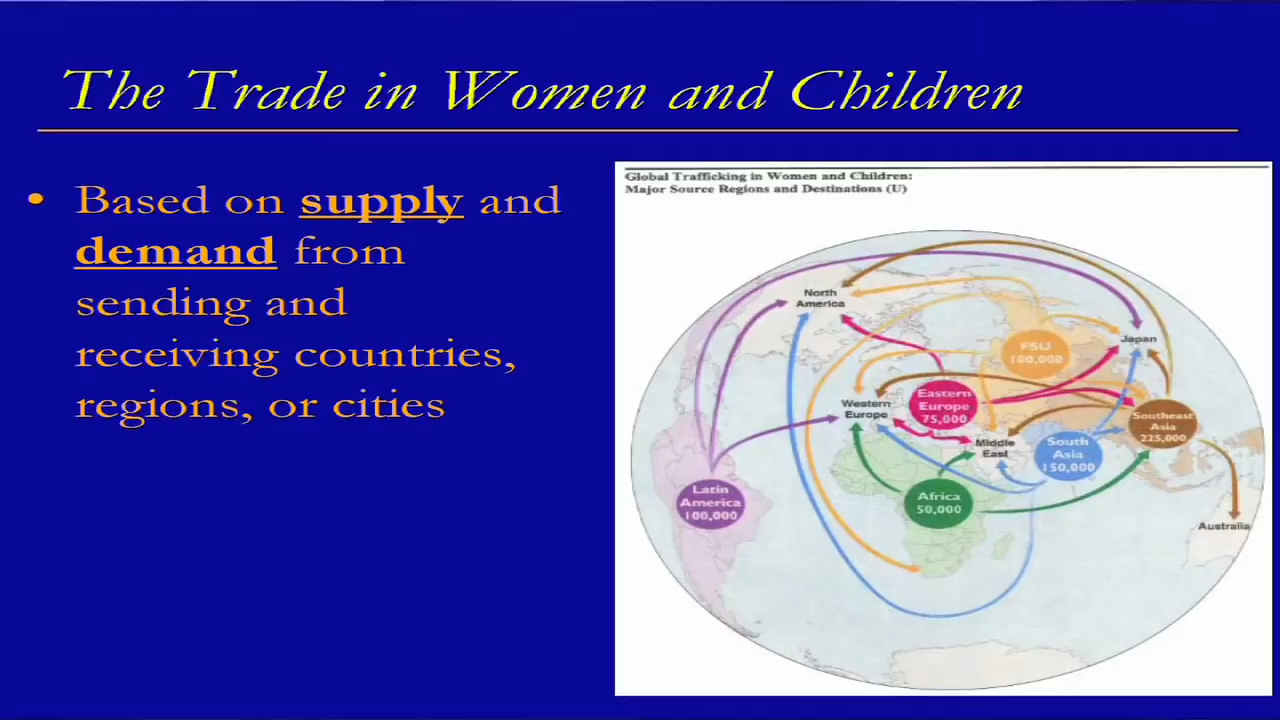 The Trade in Women and Children
• Based on supply and
demand from
sending and
receiving countries,
regions, or cities
Global Trafficking in Women and Children:
Major Source Regions and Destinations (U)
North
America
Japan
FSU
100,000
Western
Europe
Eastern
Europe
75,000
Middle
East
South
Asia
150,000
Southeast
Asia
225,000
Latin
America
100,000
Africa
50,000
Australia